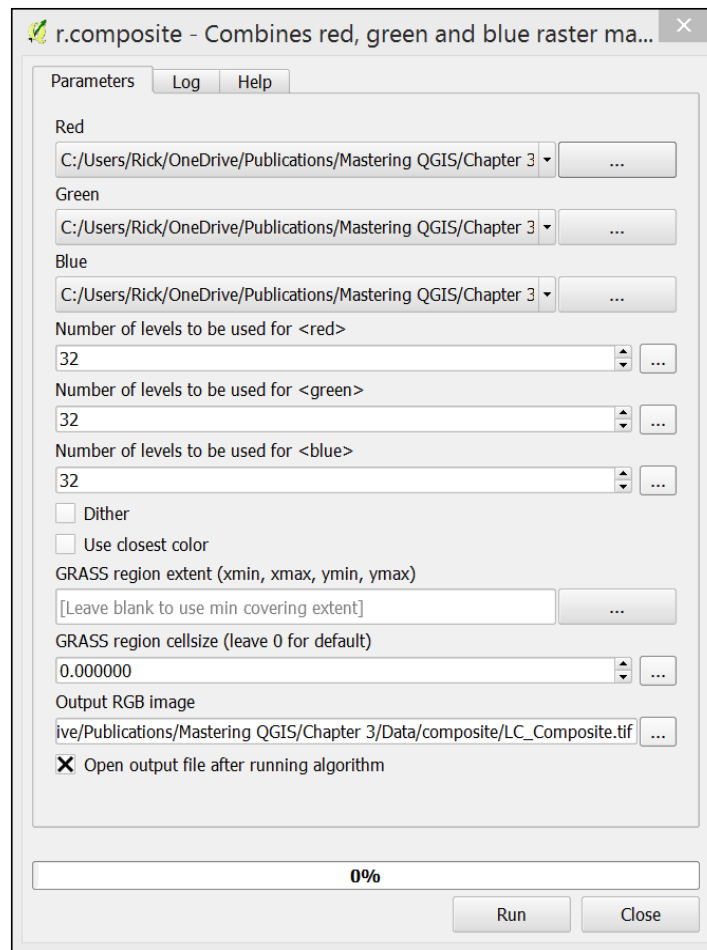 r.composite - Combines red, green and blue raster ma...
Parameters Log Help
Red
C:/Users/Rick/OneDrive/Publications/Mastering QGIS/Chapter 3 ...
Green
C:/Users/Rick/OneDrive/Publications/Mastering QGIS/Chapter 3 ...
Blue
C:/Users/Rick/OneDrive/Publications/Mastering QGIS/Chapter 3 ...
Number of levels to be used for <red>
32 ...
Number of levels to be used for <green>
32 ...
Number of levels to be used for <blue>
32 ...
Dither
Use closest color
GRASS region extent (xmin, xmax, ymin, ymax)
[Leave blank to use min covering extent] ...
GRASS region cellsize (leave 0 for default)
0.000000 ...
Output RGB image
ive/Publications/Mastering QGIS/Chapter 3/Data/composite/LC_Composite.tif ...
Open output file after running algorithm
0%
Run Close